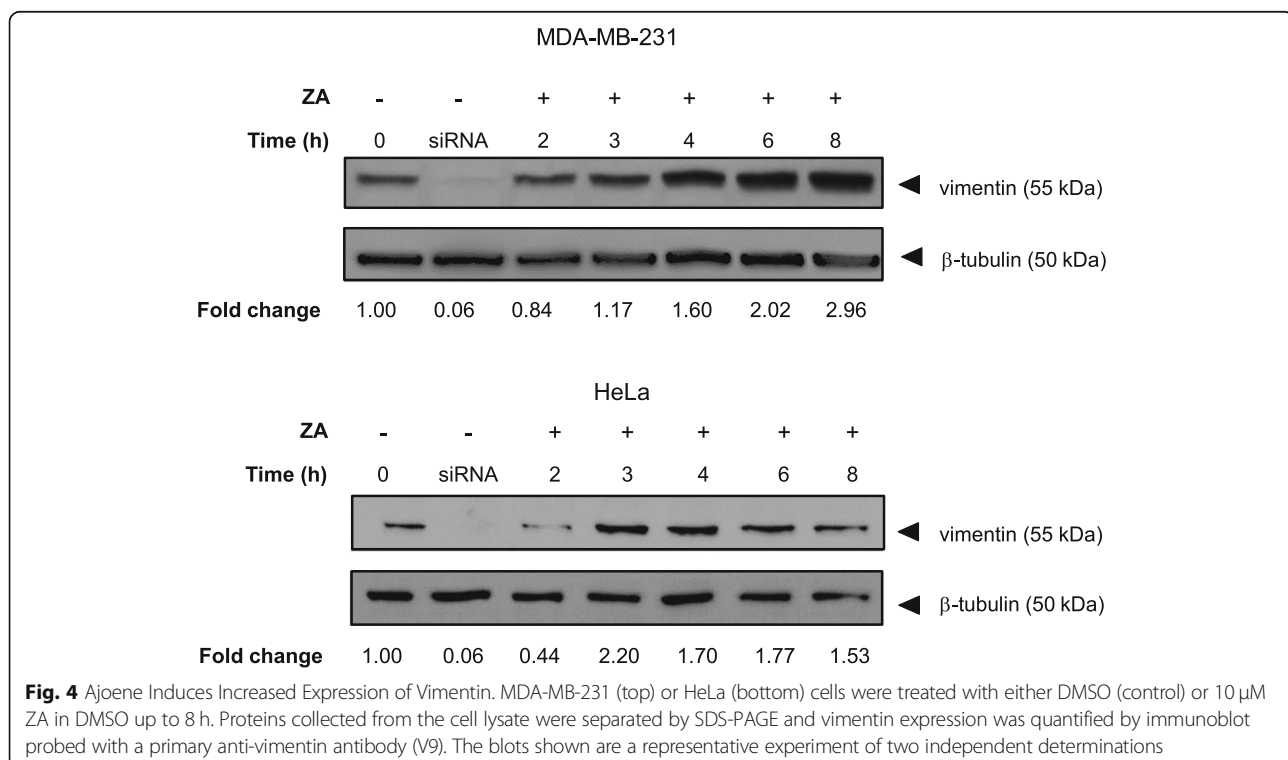 MDA-MB-231
ZA - - + + + + +
Time (h) 0 siRNA 2 3 4 6 8
vimentin (55 kDa)
β-tubulin (50 kDa)
Fold change 1.00 0.06 0.84 1.17 1.60 2.02 2.96
HeLa
ZA - - + + + + +
Time (h) 0 siRNA 2 3 4 6 8
vimentin (55 kDa)
β-tubulin (50 kDa)
Fold change 1.00 0.06 0.44 2.20 1.70 1.77 1.53
Fig. 4 Ajoene Induces Increased Expression of Vimentin. MDA-MB-231 (top) or HeLa (bottom) cells were treated with either DMSO (control) or 10 μM
ZA in DMSO up to 8 h. Proteins collected from the cell lysate were separated by SDS-PAGE and vimentin expression was quantified by immunoblot
probed with a primary anti-vimentin antibody (V9). The blots shown are a representative experiment of two independent determinations